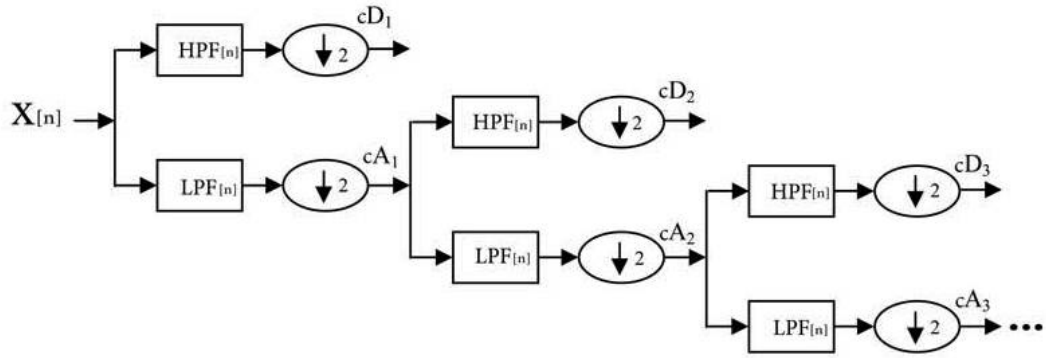 cD1
HPF[n]
2
X[n]
LPF[n]
2
cA1
HPF[n]
2
cD2
LPF[n]
2
cA2
HPF[n]
2
cD3
LPF[n]
2
cA3
...